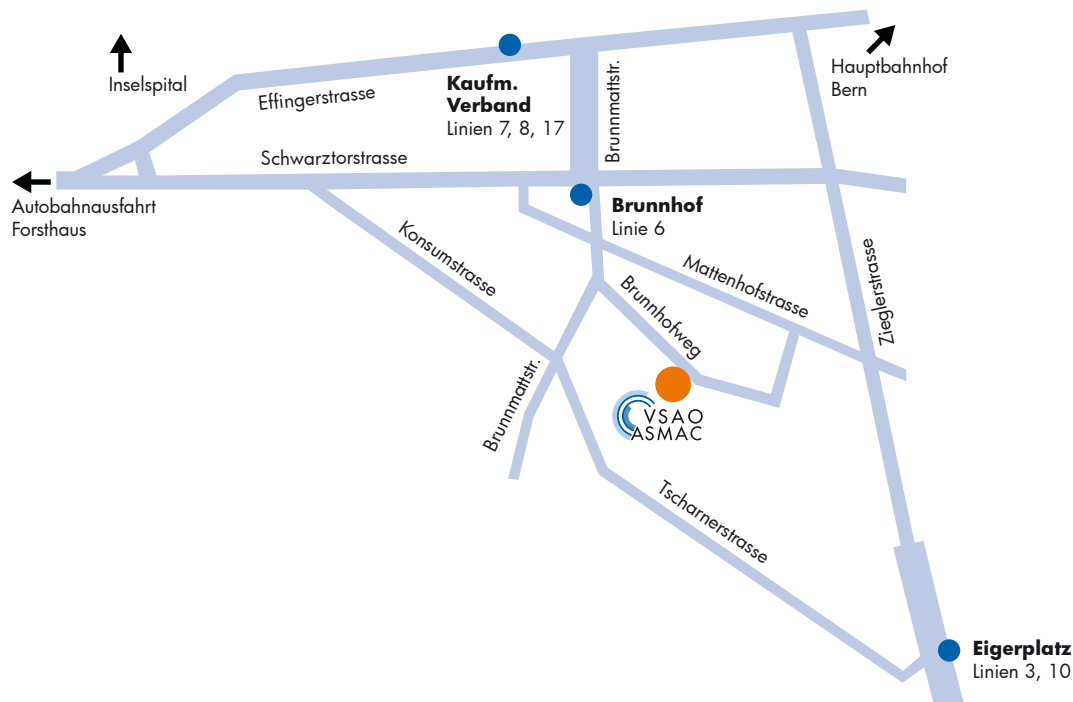 Inselspital
Hauptbahnhof
Bern
Kaufm.
Verband
Linien 7, 8, 17
Effingerstrasse
Brunnmattstr.
Schwarztorstrasse
Autobahnausfahrt
Forsthaus
Brunnhof
Linie 6
Konsumstrasse
Mattenhofstrasse
Zieglerstrasse
Brunnhofweg
Brunnmattstr.
VSAO
ASMAC
Tscharnerstrasse
Eigerplatz
Linien 3, 10